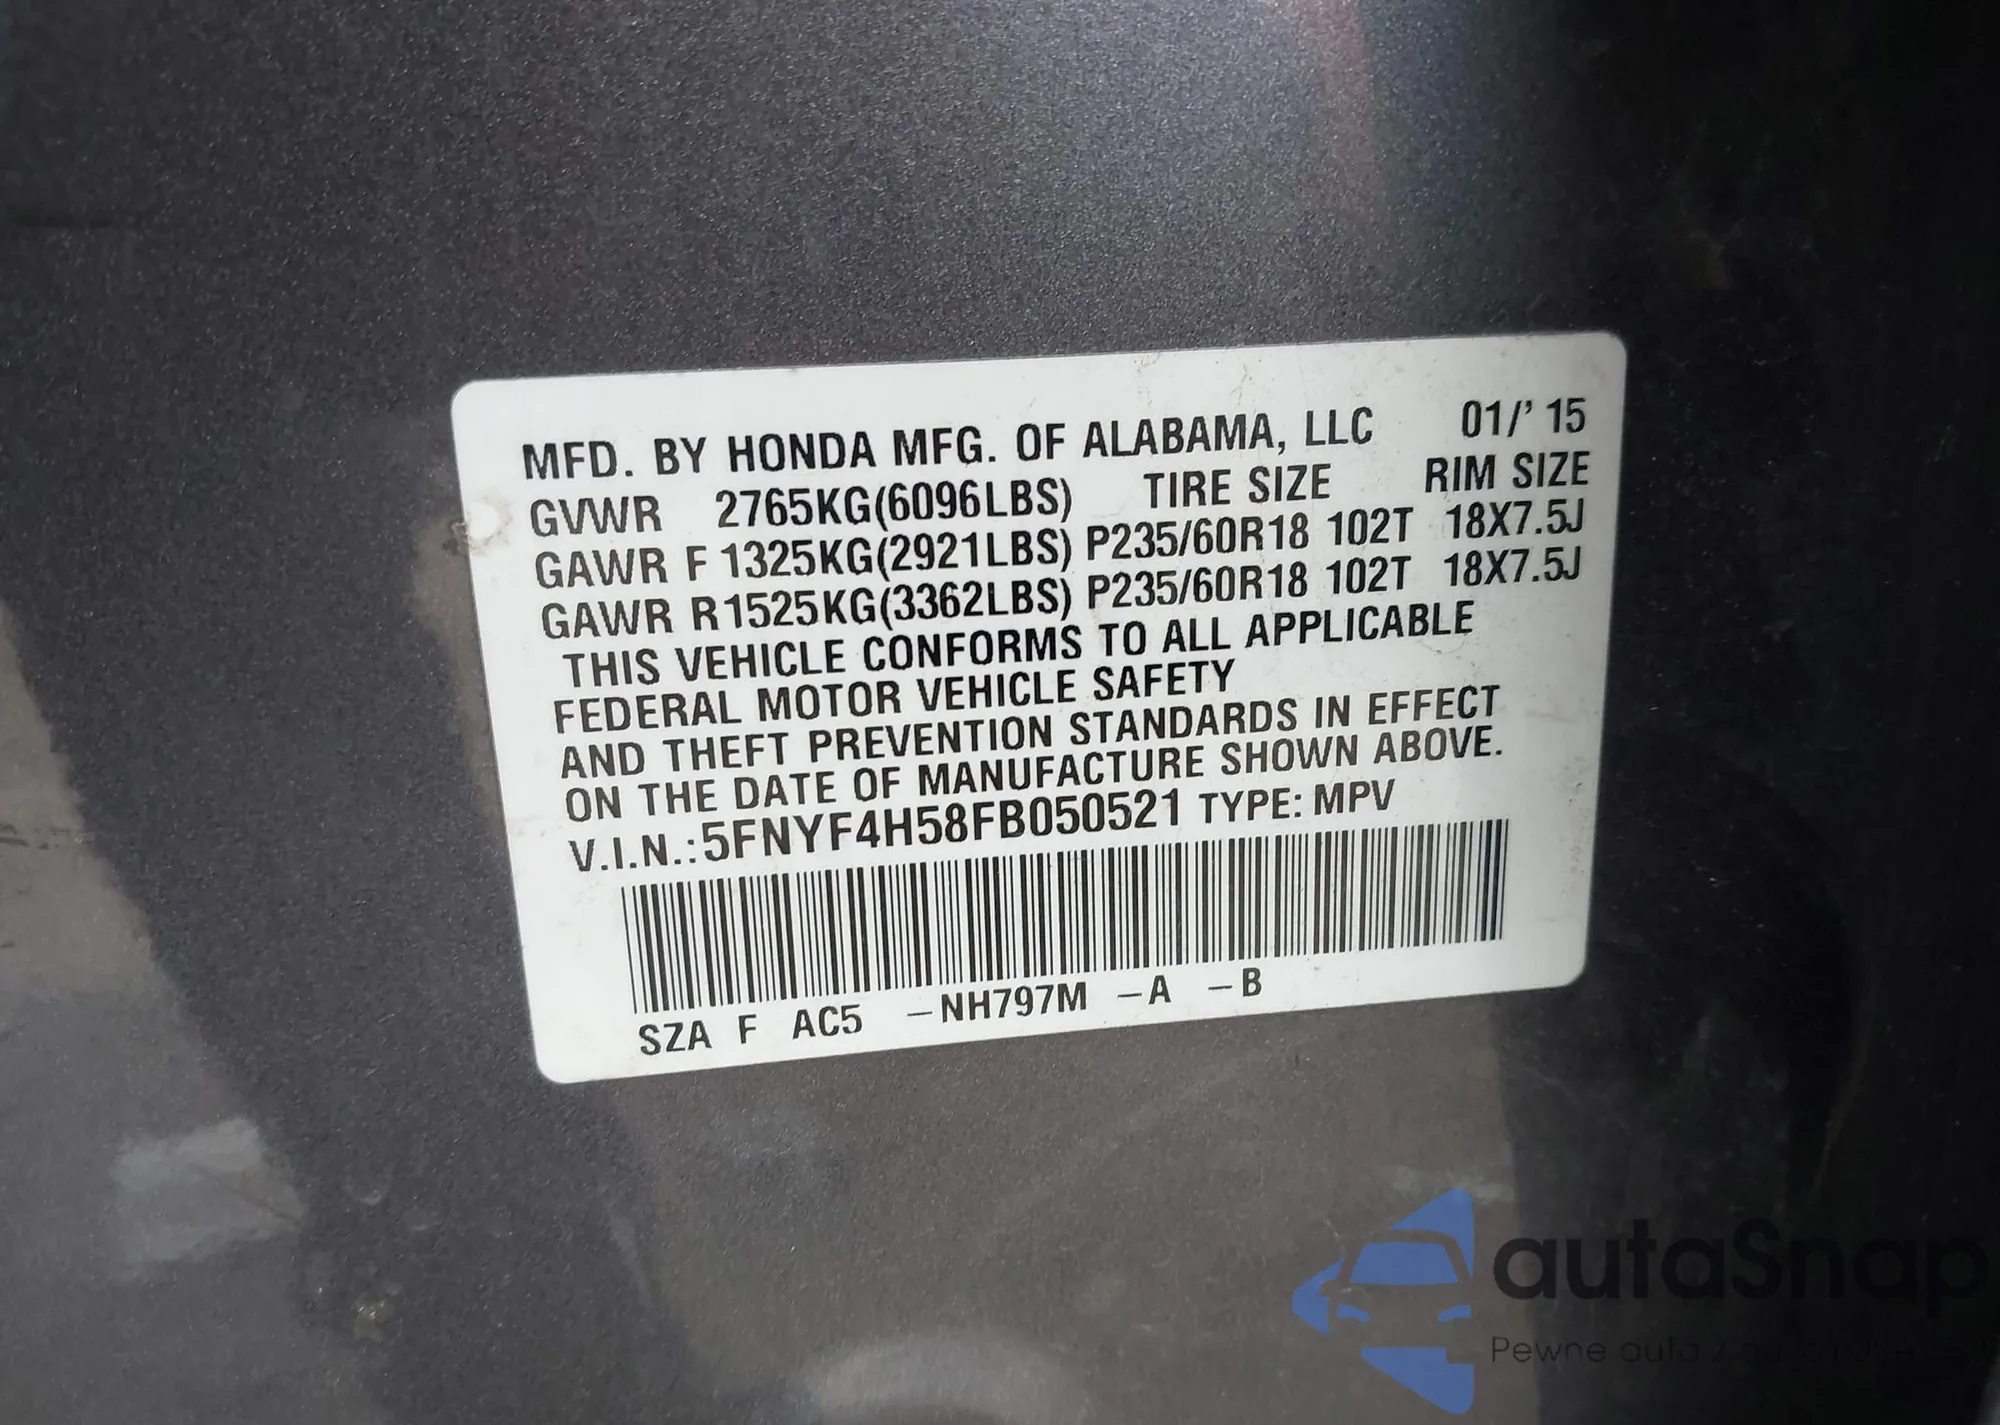 MFD. BY HONDA MFG. OF ALABAMA, LLC 01/' 15
GVWR 2765KG(6096LBS) TIRE SIZE RIM SIZE
GAWR F 1325KG(2921LBS) P235/60R18 102T 18X7.5J
GAWR R1525KG(3362LBS) P235/60R18 102T 18X7.5J
THIS VEHICLE CONFORMS TO ALL APPLICABLE
FEDERAL MOTOR VEHICLE SAFETY
AND THEFT PREVENTION STANDARDS IN EFFECT
ON THE DATE OF MANUFACTURE SHOWN ABOVE.
V.I.N.:5FNYF4H58FB050521 TYPE: MPV
SZA F AC5 –NH797M –A –B
autaSnap
Pewne auto z